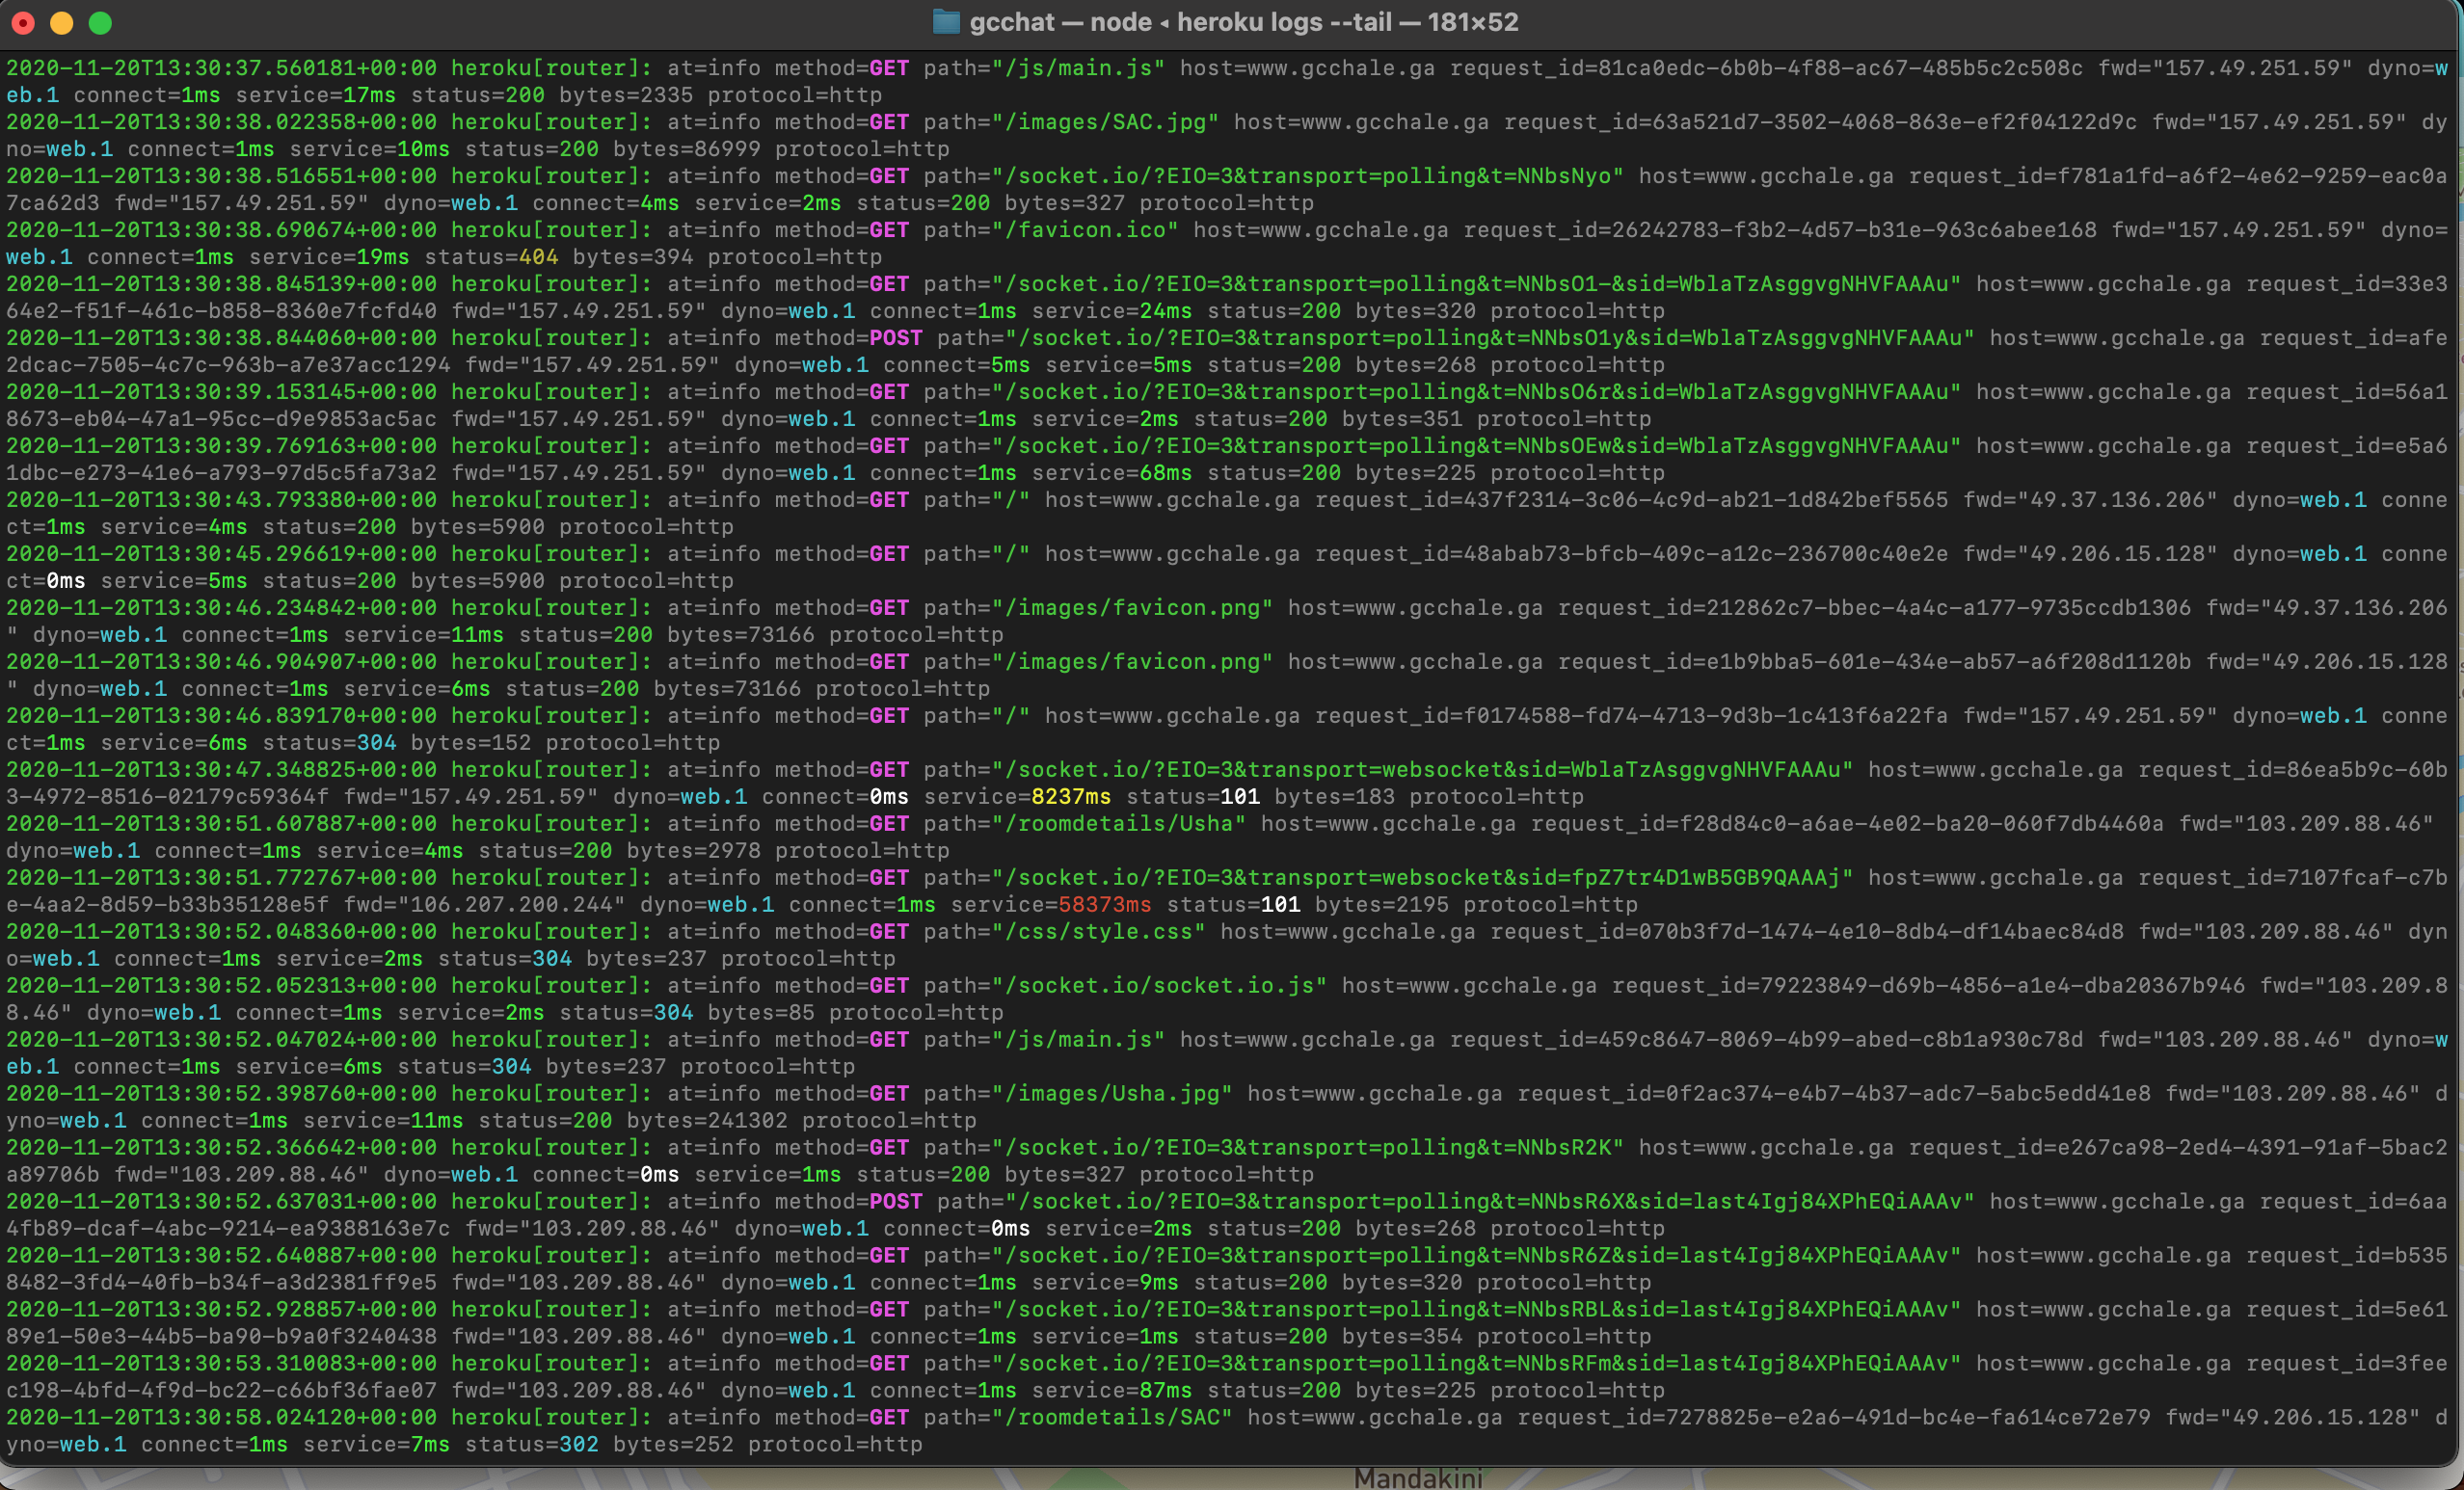 gcchat — node ◂ heroku logs --tail — 181×52
2020-11-20T13:30:37.560181+00:00 heroku[router]: at=info method=GET path="/js/main.js" host=www.gcchale.ga request_id=81ca0edc-6b0b-4f88-ac67-485b5c2c508c fwd="157.49.251.59" dyno=w
eb.1 connect=1ms service=17ms status=200 bytes=2335 protocol=http
2020-11-20T13:30:38.022358+00:00 heroku[router]: at=info method=GET path="/images/SAC.jpg" host=www.gcchale.ga request_id=63a521d7-3502-4068-863e-ef2f04122d9c fwd="157.49.251.59" dy
no=web.1 connect=1ms service=10ms status=200 bytes=86999 protocol=http
2020-11-20T13:30:38.516551+00:00 heroku[router]: at=info method=GET path="/socket.io/?EIO=3&transport=polling&t=NNbsNyo" host=www.gcchale.ga request_id=f781a1fd-a6f2-4e62-9259-eac0a
7ca62d3 fwd="157.49.251.59" dyno=web.1 connect=4ms service=2ms status=200 bytes=327 protocol=http
2020-11-20T13:30:38.690674+00:00 heroku[router]: at=info method=GET path="/favicon.ico" host=www.gcchale.ga request_id=26242783-f3b2-4d57-b31e-963c6abee168 fwd="157.49.251.59" dyno=
web.1 connect=1ms service=19ms status=404 bytes=394 protocol=http
2020-11-20T13:30:38.845139+00:00 heroku[router]: at=info method=GET path="/socket.io/?EIO=3&transport=polling&t=NNbsO1-&sid=WblaTzAsggvgNHVFAAAu" host=www.gcchale.ga request_id=33e3
64e2-f51f-461c-b858-8360e7fcfd40 fwd="157.49.251.59" dyno=web.1 connect=1ms service=24ms status=200 bytes=320 protocol=http
2020-11-20T13:30:38.844060+00:00 heroku[router]: at=info method=POST path="/socket.io/?EIO=3&transport=polling&t=NNbsO1y&sid=WblaTzAsggvgNHVFAAAu" host=www.gcchale.ga request_id=afe
2dcac-7505-4c7c-963b-a7e37acc1294 fwd="157.49.251.59" dyno=web.1 connect=5ms service=5ms status=200 bytes=268 protocol=http
2020-11-20T13:30:39.153145+00:00 heroku[router]: at=info method=GET path="/socket.io/?EIO=3&transport=polling&t=NNbsO6r&sid=WblaTzAsggvgNHVFAAAu" host=www.gcchale.ga request_id=56a1
8673-eb04-47a1-95cc-d9e9853ac5ac fwd="157.49.251.59" dyno=web.1 connect=1ms service=2ms status=200 bytes=351 protocol=http
2020-11-20T13:30:39.769163+00:00 heroku[router]: at=info method=GET path="/socket.io/?EIO=3&transport=polling&t=NNbsOEw&sid=WblaTzAsggvgNHVFAAAu" host=www.gcchale.ga request_id=e5a6
1dbc-e273-41e6-a793-97d5c5fa73a2 fwd="157.49.251.59" dyno=web.1 connect=1ms service=68ms status=200 bytes=225 protocol=http
2020-11-20T13:30:43.793380+00:00 heroku[router]: at=info method=GET path="/" host=www.gcchale.ga request_id=437f2314-3c06-4c9d-ab21-1d842bef5565 fwd="49.37.136.206" dyno=web.1 conne
ct=1ms service=4ms status=200 bytes=5900 protocol=http
2020-11-20T13:30:45.296619+00:00 heroku[router]: at=info method=GET path="/" host=www.gcchale.ga request_id=48abab73-bfcb-409c-a12c-236700c40e2e fwd="49.206.15.128" dyno=web.1 conne
ct=0ms service=5ms status=200 bytes=5900 protocol=http
2020-11-20T13:30:46.234842+00:00 heroku[router]: at=info method=GET path="/images/favicon.png" host=www.gcchale.ga request_id=212862c7-bbec-4a4c-a177-9735ccdb1306 fwd="49.37.136.206
" dyno=web.1 connect=1ms service=11ms status=200 bytes=73166 protocol=http
2020-11-20T13:30:46.904907+00:00 heroku[router]: at=info method=GET path="/images/favicon.png" host=www.gcchale.ga request_id=e1b9bba5-601e-434e-ab57-a6f208d1120b fwd="49.206.15.128
" dyno=web.1 connect=1ms service=6ms status=200 bytes=73166 protocol=http
2020-11-20T13:30:46.839170+00:00 heroku[router]: at=info method=GET path="/" host=www.gcchale.ga request_id=f0174588-fd74-4713-9d3b-1c413f6a22fa fwd="157.49.251.59" dyno=web.1 conne
ct=1ms service=6ms status=304 bytes=152 protocol=http
2020-11-20T13:30:47.348825+00:00 heroku[router]: at=info method=GET path="/socket.io/?EIO=3&transport=websocket&sid=WblaTzAsggvgNHVFAAAu" host=www.gcchale.ga request_id=86ea5b9c-60b
3-4972-8516-02179c59364f fwd="157.49.251.59" dyno=web.1 connect=0ms service=8237ms status=101 bytes=183 protocol=http
2020-11-20T13:30:51.607887+00:00 heroku[router]: at=info method=GET path="/roomdetails/Usha" host=www.gcchale.ga request_id=f28d84c0-a6ae-4e02-ba20-060f7db4460a fwd="103.209.88.46"
dyno=web.1 connect=1ms service=4ms status=200 bytes=2978 protocol=http
2020-11-20T13:30:51.772767+00:00 heroku[router]: at=info method=GET path="/socket.io/?EIO=3&transport=websocket&sid=fpZ7tr4D1wB5GB9QAAAj" host=www.gcchale.ga request_id=7107fcaf-c7b
e-4aa2-8d59-b33b35128e5f fwd="106.207.200.244" dyno=web.1 connect=1ms service=58373ms status=101 bytes=2195 protocol=http
2020-11-20T13:30:52.048360+00:00 heroku[router]: at=info method=GET path="/css/style.css" host=www.gcchale.ga request_id=070b3f7d-1474-4e10-8db4-df14baec84d8 fwd="103.209.88.46" dyn
o=web.1 connect=1ms service=2ms status=304 bytes=237 protocol=http
2020-11-20T13:30:52.052313+00:00 heroku[router]: at=info method=GET path="/socket.io/socket.io.js" host=www.gcchale.ga request_id=79223849-d69b-4856-a1e4-dba20367b946 fwd="103.209.8
8.46" dyno=web.1 connect=1ms service=2ms status=304 bytes=85 protocol=http
2020-11-20T13:30:52.047024+00:00 heroku[router]: at=info method=GET path="/js/main.js" host=www.gcchale.ga request_id=459c8647-8069-4b99-abed-c8b1a930c78d fwd="103.209.88.46" dyno=w
eb.1 connect=1ms service=6ms status=304 bytes=237 protocol=http
2020-11-20T13:30:52.398760+00:00 heroku[router]: at=info method=GET path="/images/Usha.jpg" host=www.gcchale.ga request_id=0f2ac374-e4b7-4b37-adc7-5abc5edd41e8 fwd="103.209.88.46" d
yno=web.1 connect=1ms service=11ms status=200 bytes=241302 protocol=http
2020-11-20T13:30:52.366642+00:00 heroku[router]: at=info method=GET path="/socket.io/?EIO=3&transport=polling&t=NNbsR2K" host=www.gcchale.ga request_id=e267ca98-2ed4-4391-91af-5bac2
a89706b fwd="103.209.88.46" dyno=web.1 connect=0ms service=1ms status=200 bytes=327 protocol=http
2020-11-20T13:30:52.637031+00:00 heroku[router]: at=info method=POST path="/socket.io/?EIO=3&transport=polling&t=NNbsR6X&sid=last4Igj84XPhEQiAAAv" host=www.gcchale.ga request_id=6aa
4fb89-dcaf-4abc-9214-ea9388163e7c fwd="103.209.88.46" dyno=web.1 connect=0ms service=2ms status=200 bytes=268 protocol=http
2020-11-20T13:30:52.640887+00:00 heroku[router]: at=info method=GET path="/socket.io/?EIO=3&transport=polling&t=NNbsR6Z&sid=last4Igj84XPhEQiAAAv" host=www.gcchale.ga request_id=b535
8482-3fd4-40fb-b34f-a3d2381ff9e5 fwd="103.209.88.46" dyno=web.1 connect=1ms service=9ms status=200 bytes=320 protocol=http
2020-11-20T13:30:52.928857+00:00 heroku[router]: at=info method=GET path="/socket.io/?EIO=3&transport=polling&t=NNbsRBL&sid=last4Igj84XPhEQiAAAv" host=www.gcchale.ga request_id=5e61
89e1-50e3-44b5-ba90-b9a0f3240438 fwd="103.209.88.46" dyno=web.1 connect=1ms service=1ms status=200 bytes=354 protocol=http
2020-11-20T13:30:53.310083+00:00 heroku[router]: at=info method=GET path="/socket.io/?EIO=3&transport=polling&t=NNbsRFm&sid=last4Igj84XPhEQiAAAv" host=www.gcchale.ga request_id=3fee
c198-4bfd-4f9d-bc22-c66bf36fae07 fwd="103.209.88.46" dyno=web.1 connect=1ms service=87ms status=200 bytes=225 protocol=http
2020-11-20T13:30:58.024120+00:00 heroku[router]: at=info method=GET path="/roomdetails/SAC" host=www.gcchale.ga request_id=7278825e-e2a6-491d-bc4e-fa614ce72e79 fwd="49.206.15.128" d
yno=web.1 connect=1ms service=7ms status=302 bytes=252 protocol=http
Mandakini